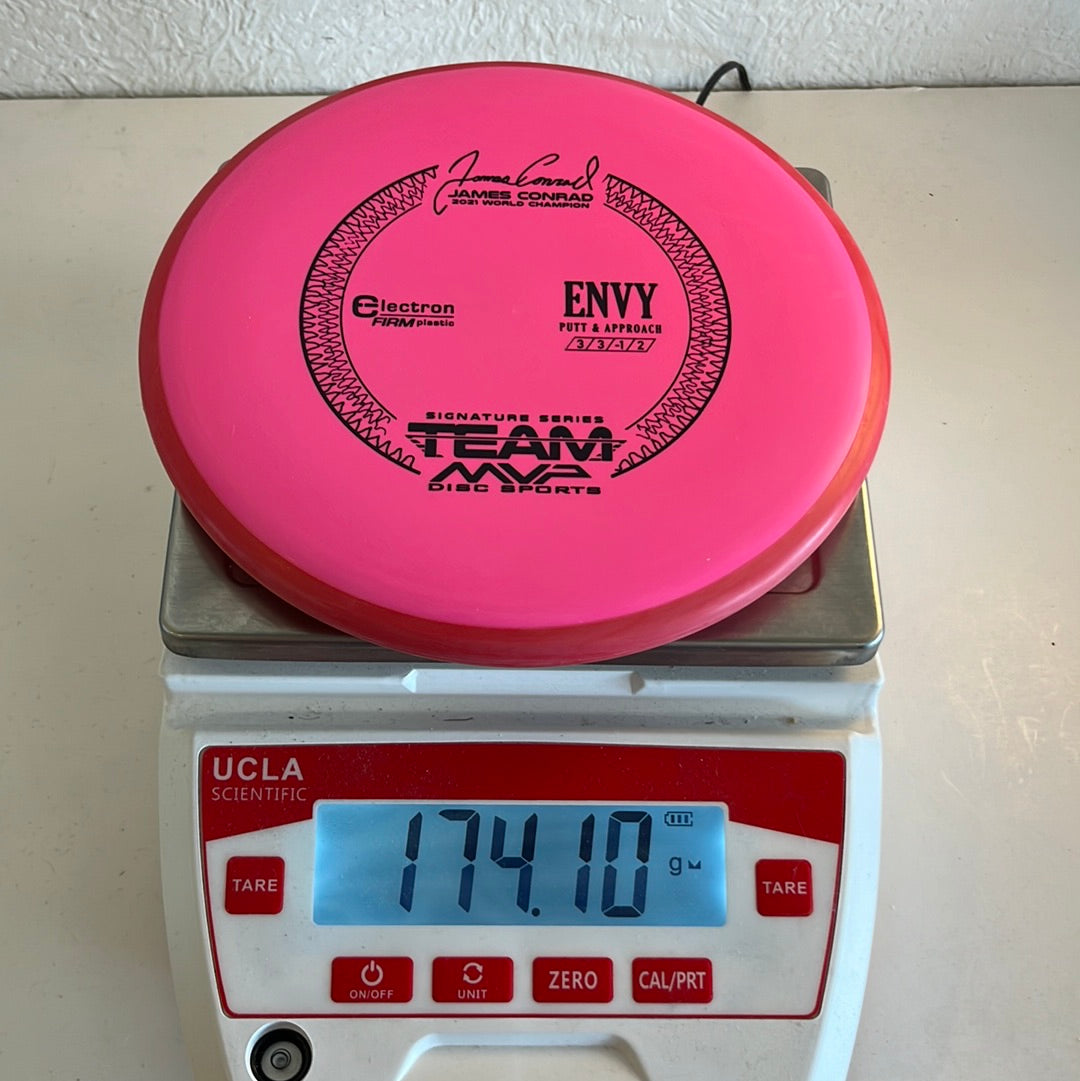 James Conrad
JAMES CONRAD
2021 WORLD CHAMPION
electron
FIRM plastic
ENVY
PUTT & APPROACH
3/3/-1/2
SIGNATURE SERIES
TEAM
MVP
DISC SPORTS
UCLA
SCIENTIFIC
174.10
g
TARE
TARE
ON/OFF
UNIT
ZERO
CAL/PRT